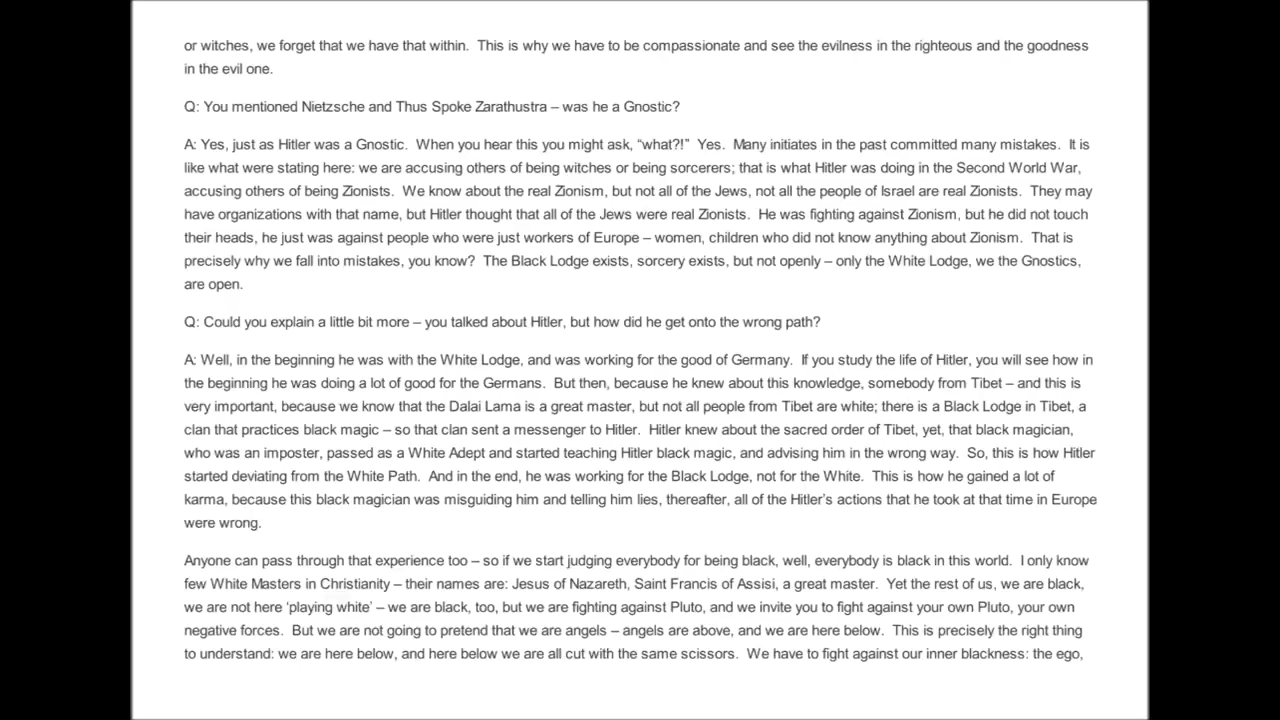 or witches, we forget that we have that within. This is why we have to be compassionate and see the evilness in the righteous and the goodness
in the evil one.
Q: You mentioned Nietzsche and Thus Spoke Zarathustra – was he a Gnostic?
A: Yes, just as Hitler was a Gnostic. When you hear this you might ask, “what?!” Yes. Many initiates in the past committed many mistakes. It is
like what were stating here: we are accusing others of being witches or being sorcerers; that is what Hitler was doing in the Second World War,
accusing others of being Zionists. We know about the real Zionism, but not all of the Jews, not all the people of Israel are real Zionists. They may
have organizations with that name, but Hitler thought that all of the Jews were real Zionists. He was fighting against Zionism, but he did not touch
their heads, he just was against people who were just workers of Europe – women, children who did not know anything about Zionism. That is
precisely why we fall into mistakes, you know? The Black Lodge exists, sorcery exists, but not openly – only the White Lodge, we the Gnostics,
are open.
Q: Could you explain a little bit more – you talked about Hitler, but how did he get onto the wrong path?
A: Well, in the beginning he was with the White Lodge, and was working for the good of Germany. If you study the life of Hitler, you will see how in
the beginning he was doing a lot of good for the Germans. But then, because he knew about this knowledge, somebody from Tibet – and this is
very important, because we know that the Dalai Lama is a great master, but not all people from Tibet are white; there is a Black Lodge in Tibet, a
clan that practices black magic – so that clan sent a messenger to Hitler. Hitler knew about the sacred order of Tibet, yet, that black magician,
who was an imposter, passed as a White Adept and started teaching Hitler black magic, and advising him in the wrong way. So, this is how Hitler
started deviating from the White Path. And in the end, he was working for the Black Lodge, not for the White. This is how he gained a lot of
karma, because this black magician was misguiding him and telling him lies, thereafter, all of the Hitler’s actions that he took at that time in Europe
were wrong.
Anyone can pass through that experience too – so if we start judging everybody for being black, well, everybody is black in this world. I only know
few White Masters in Christianity – their names are: Jesus of Nazareth, Saint Francis of Assisi, a great master. Yet the rest of us, we are black,
we are not here ‘playing white’ – we are black, too, but we are fighting against Pluto, and we invite you to fight against your own Pluto, your own
negative forces. But we are not going to pretend that we are angels – angels are above, and we are here below. This is precisely the right thing
to understand: we are here below, and here below we are all cut with the same scissors. We have to fight against our inner blackness: the ego,